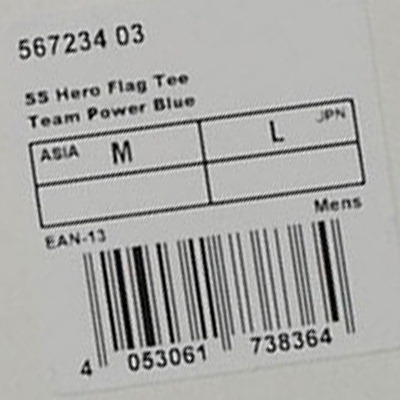 567234 03
SS Hero Flag Tee
Team Power Blue
ASIA M L JPN
Mens
EAN-13
4 053061 738364